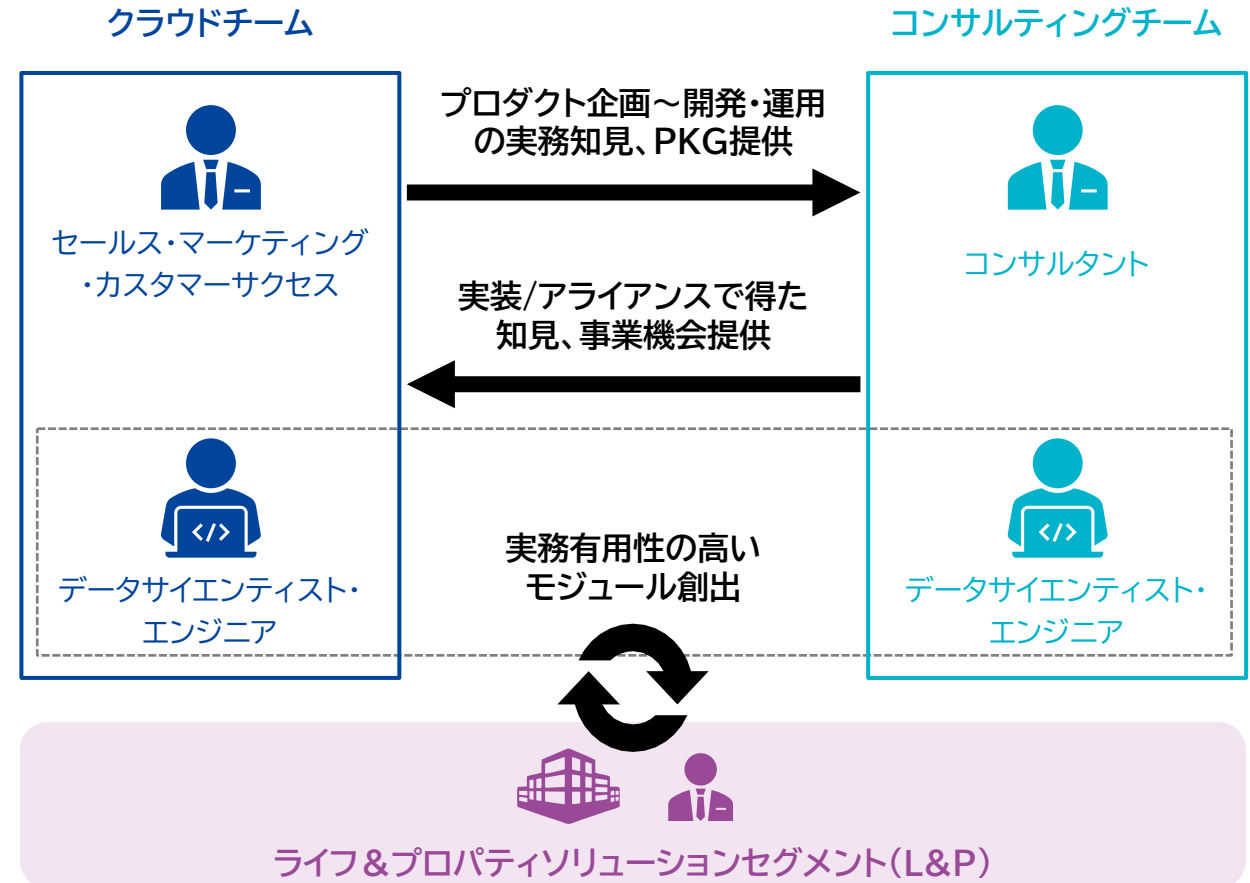 クラウドチーム
コンサルティングチーム
プロダクト企画～開発・運用
の実務知見、PKG提供
セールス・マーケティング
・カスタマーサクセス
コンサルタント
実装/アライアンスで得た
知見、事業機会提供
</>
</>
データサイエンティスト・
エンジニア
実務有用性の高い
モジュール創出
データサイエンティスト・
エンジニア
ライフ＆プロパティソリューションセグメント（L&P）